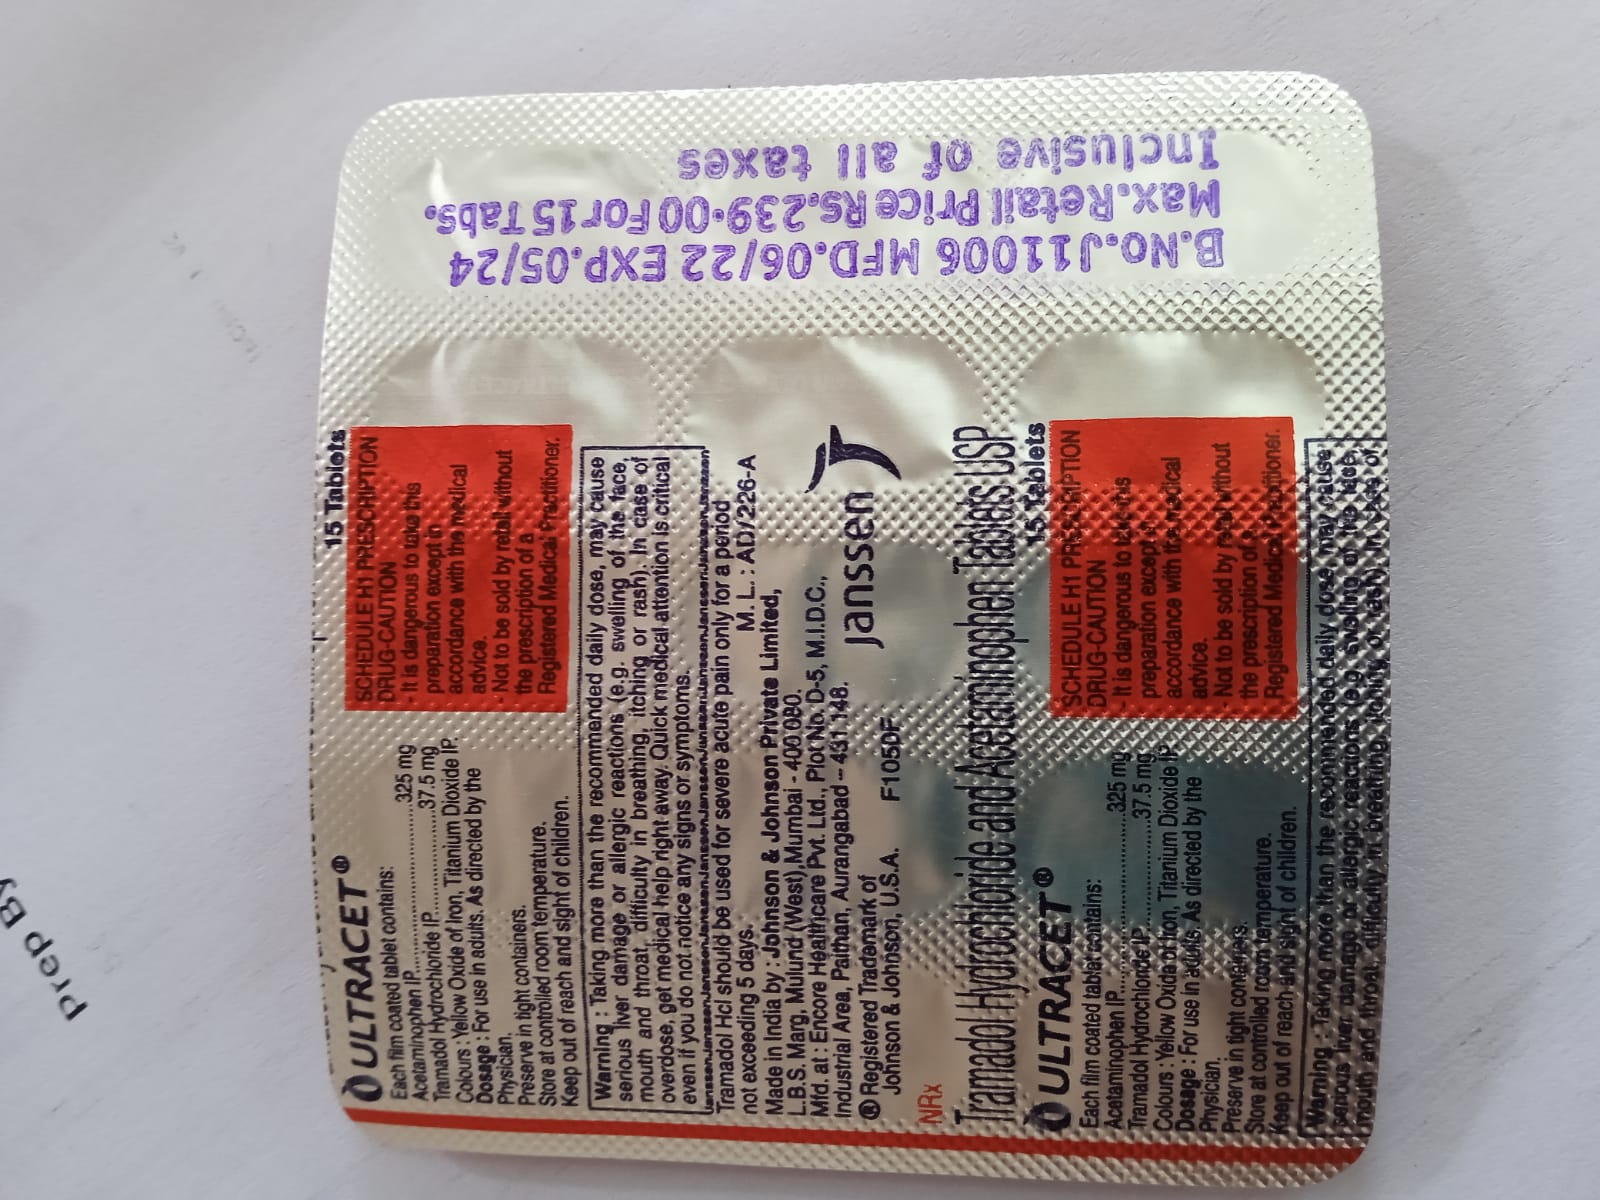 B.No.J11006 MFD.06/22 EXP.05/24
Max.Retail Price Rs.239.00 For 15 Tabs.
Inclusive of all taxes
15 Tablets
ULTRACET®
Each film coated tablet contains:
Acetaminophen IP..................325 mg
Tramadol Hydrochloride IP..................37.5 mg
Colours : Yellow Oxide of Iron, Titanium Dioxide IP.
Dosage : For use in adults. As directed by the
Physician.
Preserve in tight containers.
Store at controlled room temperature.
Keep out of reach and sight of children.
SCHEDULE H1 PRESCRIPTION
DRUG-CAUTION
- It is dangerous to take this
preparation except in
accordance with the medical
advice.
- Not to be sold by retail without
the prescription of a
Registered Medical Practitioner.
Warning : Taking more than the recommended daily dose, may cause
serious liver damage or allergic reactions (e.g. swelling of the face,
mouth and throat, difficulty in breathing, itching or rash). In case of
overdose, get medical help right away. Quick medical attention is critical
even if you do not notice any signs or symptoms.
JanssenJanssenJanssenJanssenJanssenJanssenJanssenJanssenJanssenJanssenJanssen
Tramadol Hcl should be used for severe acute pain only for a period
not exceeding 5 days.
M. L. : AD/226-A
Made in India by : Johnson & Johnson Private Limited,
L.B.S. Marg, Mulund (West), Mumbai - 400 080.
Mfd. at : Encore Healthcare Pvt. Ltd., Plot No. D-5, M.I.D.C.,
Industrial Area, Paithan, Aurangabad – 431 148.
® Registered Trademark of
Johnson & Johnson, U.S.A.
F105DF
janssen
NRx
Tramadol Hydrochloride and Acetaminophen Tablets USP
15 Tablets
ULTRACET®
Each film coated tablet contains:
Acetaminophen IP..................325 mg
Tramadol Hydrochloride IP..................37.5 mg
Colours : Yellow Oxide of Iron, Titanium Dioxide IP
Dosage : For use in adults. As directed by the
Physician.
Preserve in tight containers.
Store at controlled room temperature.
Keep out of reach and sight of children.
SCHEDULE H1 PRESCRIPTION
DRUG-CAUTION
- It is dangerous to take this
preparation except in
accordance with the medical
advice.
- Not to be sold by retail without
the prescription of a
Registered Medical Practitioner.
Warning : Taking more than the recommended daily dose, may cause
serious liver damage or allergic reactions (e.g. swelling of the face,
mouth and throat, difficulty in breathing, itching or rash). In case of
Prep By